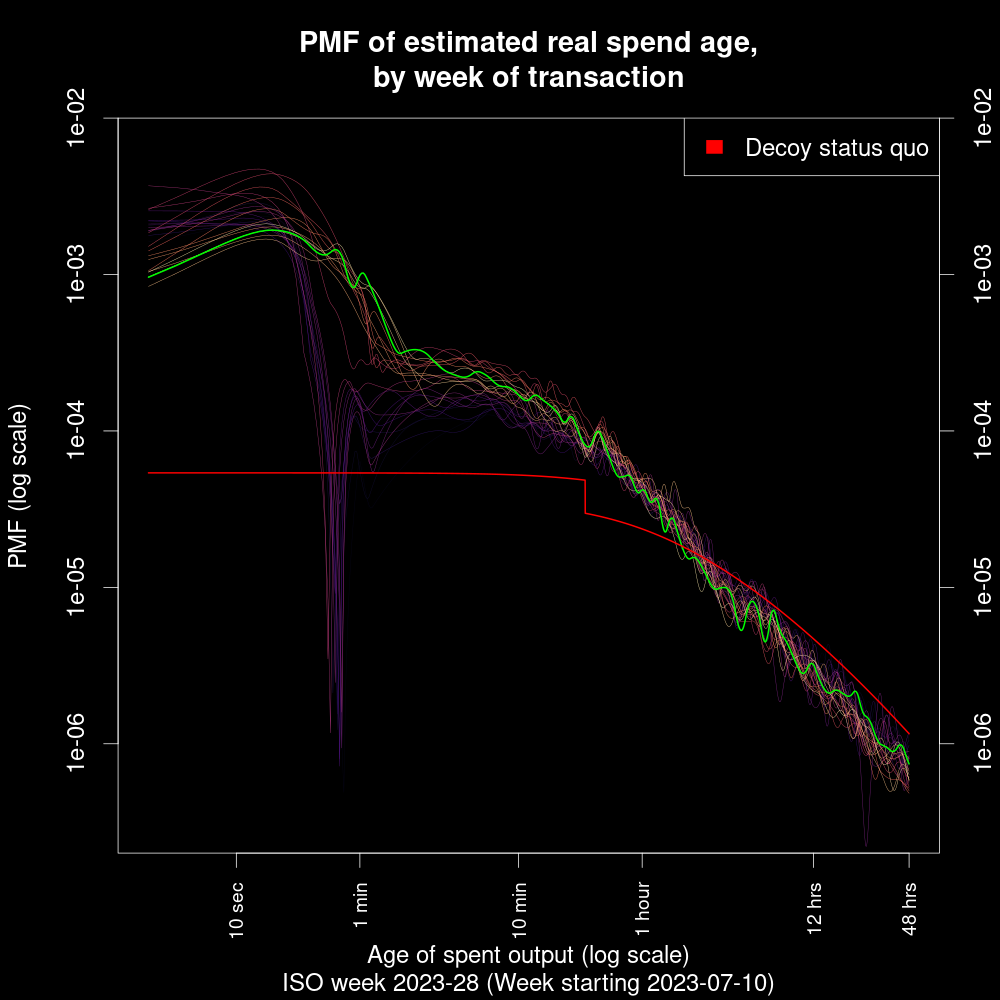 PMF of estimated real spend age,
by week of transaction
Decoy status quo
PMF (log scale)
1e-02
1e-03
1e-04
1e-05
1e-06
1e-02
1e-03
1e-04
1e-05
1e-06
10 sec
1 min
10 min
1 hour
12 hrs
48 hrs
Age of spent output (log scale)
ISO week 2023-28 (Week starting 2023-07-10)